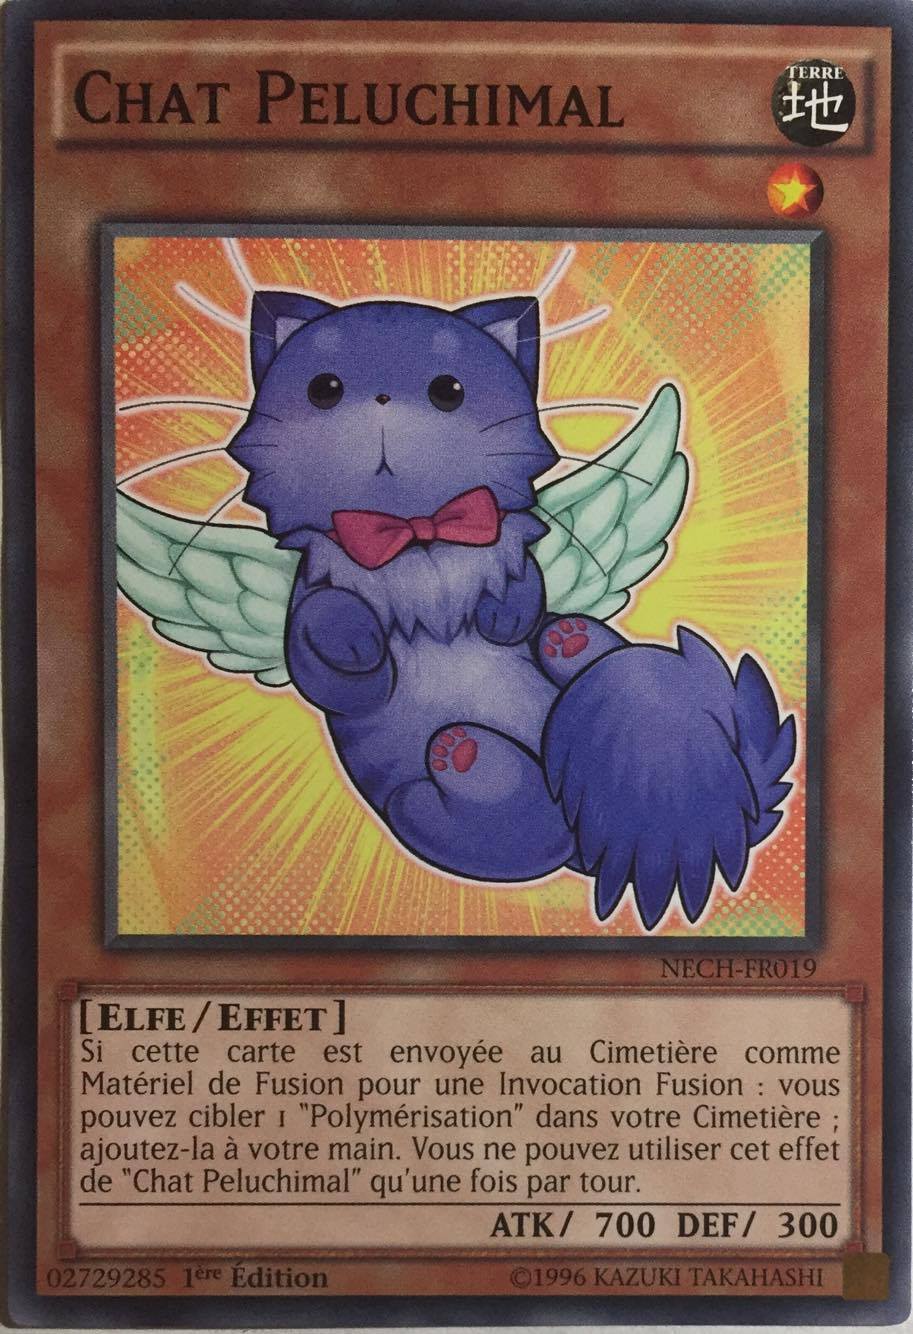 CHAT PELUCHIMAL
TERRE
地
NECH-FR019
[ELFE/EFFET]
Si cette carte est envoyée au Cimetière comme
Matériel de Fusion pour une Invocation Fusion : vous
pouvez cibler 1 "Polymérisation" dans votre Cimetière ;
ajoutez-la à votre main. Vous ne pouvez utiliser cet effet
de "Chat Peluchimal" qu'une fois par tour.
ATK/ 700 DEF/ 300
02729285 1ère Édition
©1996 KAZUKI TAKAHASHI